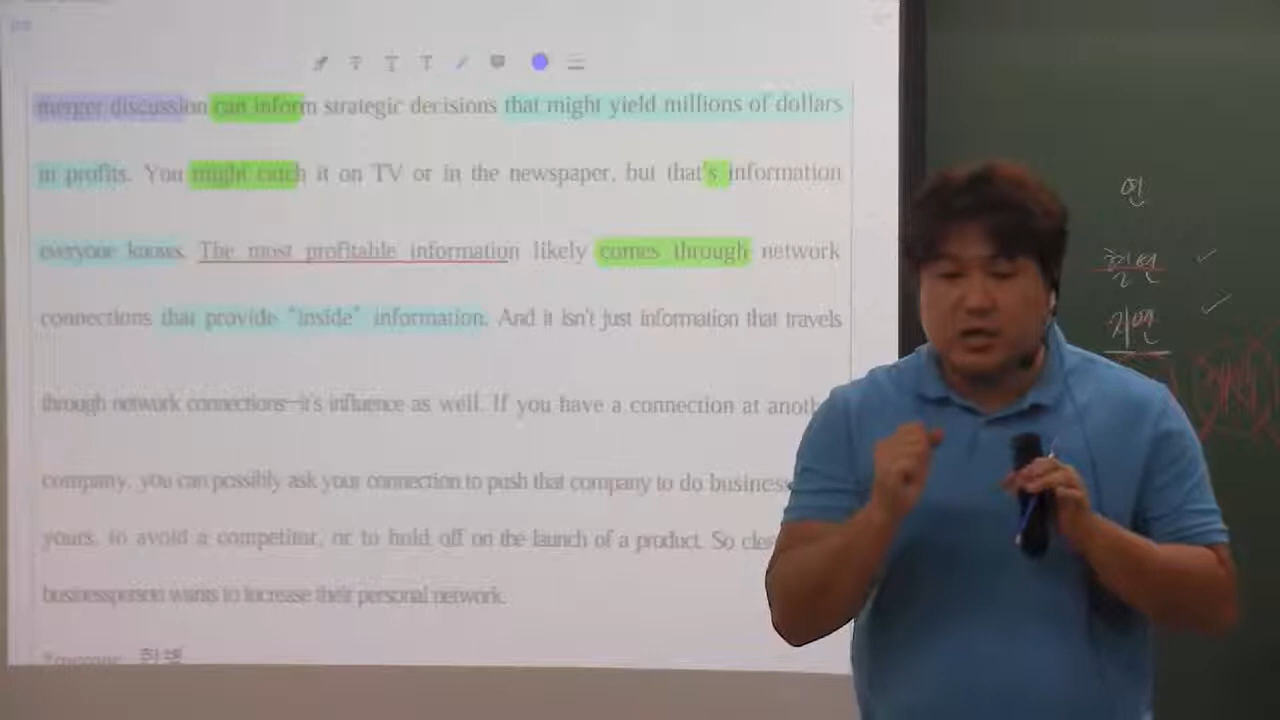 merger discussion can inform strategic decisions that might yield millions of dollars
in profits. You might catch it on TV or in the newspaper, but that's information
everyone knows. The most profitable information likely comes through network
connections that provide "inside" information. And it isn't just information that travels
through network connections—it's influence as well. If you have a connection at anoth
company, you can possibly ask your connection to push that company to do business
yours, to avoid a competitor, or to hold off on the launch of a product. So
businessperson wants to increase their personal network.
합병
연
혈연
지연